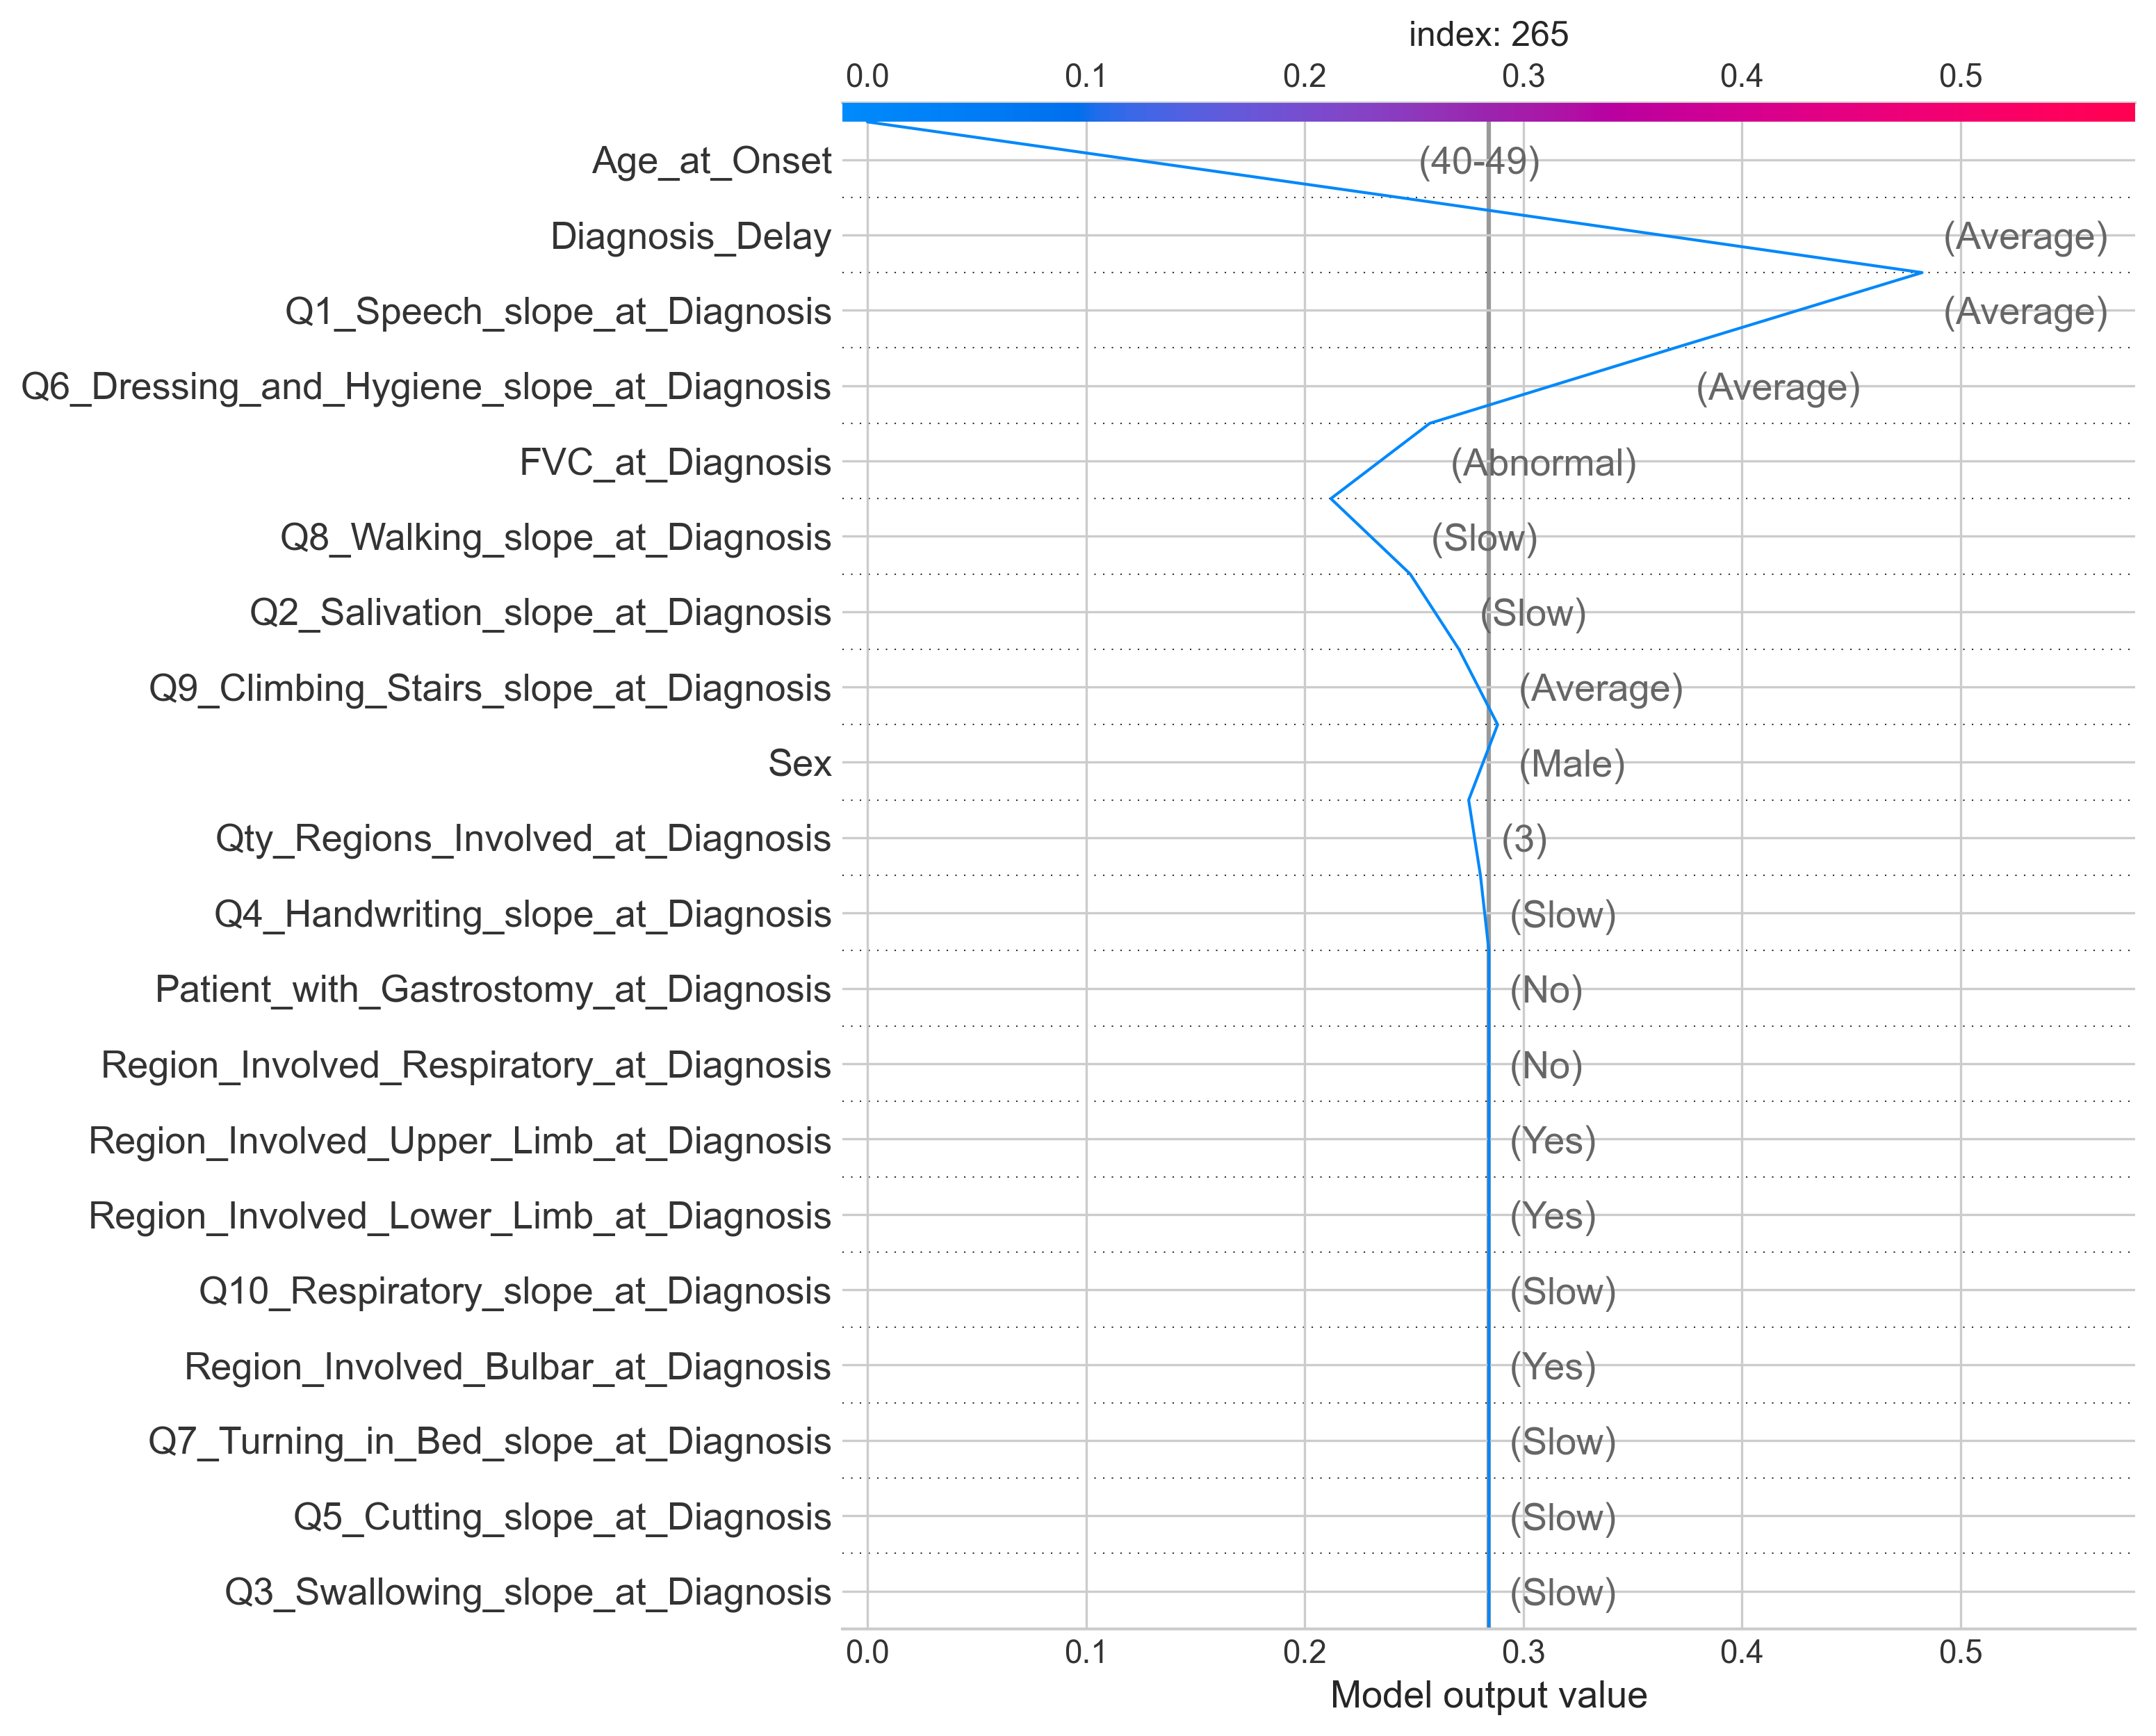 index: 265
0.0 0.1 0.2 0.3 0.4 0.5
Age_at_Onset (40-49)
Diagnosis_Delay (Average)
Q1_Speech_slope_at_Diagnosis (Average)
Q6_Dressing_and_Hygiene_slope_at_Diagnosis (Average)
FVC_at_Diagnosis (Abnormal)
Q8_Walking_slope_at_Diagnosis (Slow)
Q2_Salivation_slope_at_Diagnosis (Slow)
Q9_Climbing_Stairs_slope_at_Diagnosis (Average)
Sex (Male)
Qty_Regions_Involved_at_Diagnosis (3)
Q4_Handwriting_slope_at_Diagnosis (Slow)
Patient_with_Gastrostomy_at_Diagnosis (No)
Region_Involved_Respiratory_at_Diagnosis (No)
Region_Involved_Upper_Limb_at_Diagnosis (Yes)
Region_Involved_Lower_Limb_at_Diagnosis (Yes)
Q10_Respiratory_slope_at_Diagnosis (Slow)
Region_Involved_Bulbar_at_Diagnosis (Yes)
Q7_Turning_in_Bed_slope_at_Diagnosis (Slow)
Q5_Cutting_slope_at_Diagnosis (Slow)
Q3_Swallowing_slope_at_Diagnosis (Slow)
0.0 0.1 0.2 0.3 0.4 0.5
Model output value